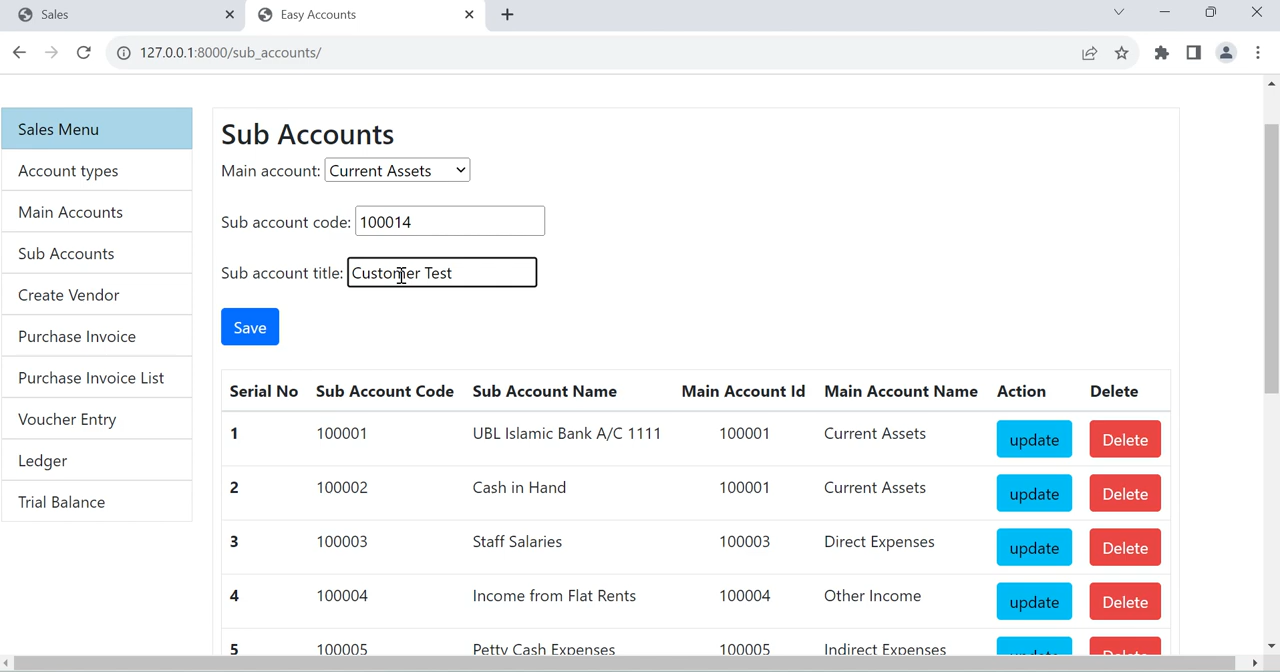 Sales
Easy Accounts
127.0.0.1:8000/sub_accounts/
Sales Menu
Account types
Main Accounts
Sub Accounts
Create Vendor
Purchase Invoice
Purchase Invoice List
Voucher Entry
Ledger
Trial Balance
Sub Accounts
Main account: Current Assets
Sub account code: 100014
Sub account title: Customer Test
Save
Serial No Sub Account Code Sub Account Name Main Account Id Main Account Name Action Delete
1 100001 UBL Islamic Bank A/C 1111 100001 Current Assets update Delete
2 100002 Cash in Hand 100001 Current Assets update Delete
3 100003 Staff Salaries 100003 Direct Expenses update Delete
4 100004 Income from Flat Rents 100004 Other Income update Delete
5 100005 Petty Cash Expenses 100005 Indirect Expenses update Delete